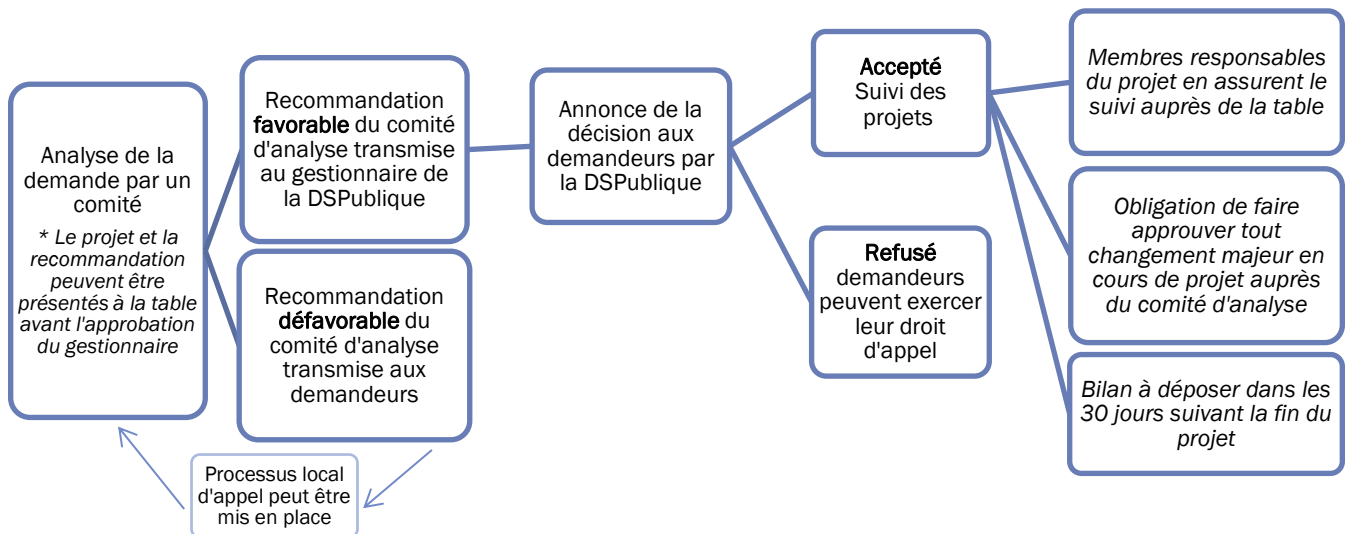 Analyse de la
demande par un
comité
* Le projet et la
recommandation
peuvent être
présentés à la table
avant l'approbation
du gestionnaire
Recommandation
favorable du comité
d'analyse transmise
au gestionnaire de
la DSPublique
Recommandation
défavorable du
comité d'analyse
transmise aux
demandeurs
Processus local
d'appel peut être
mis en place
Annonce de la
décision aux
demandeurs par
la DSPublique
Accepté
Suivi des
projets
Refusé
demandeurs
peuvent exercer
leur droit
d'appel
Membres responsables
du projet en assurent le
suivi auprès de la table
Obligation de faire
approuver tout
changement majeur en
cours de projet auprès
du comité d'analyse
Bilan à déposer dans les
30 jours suivant la fin du
projet